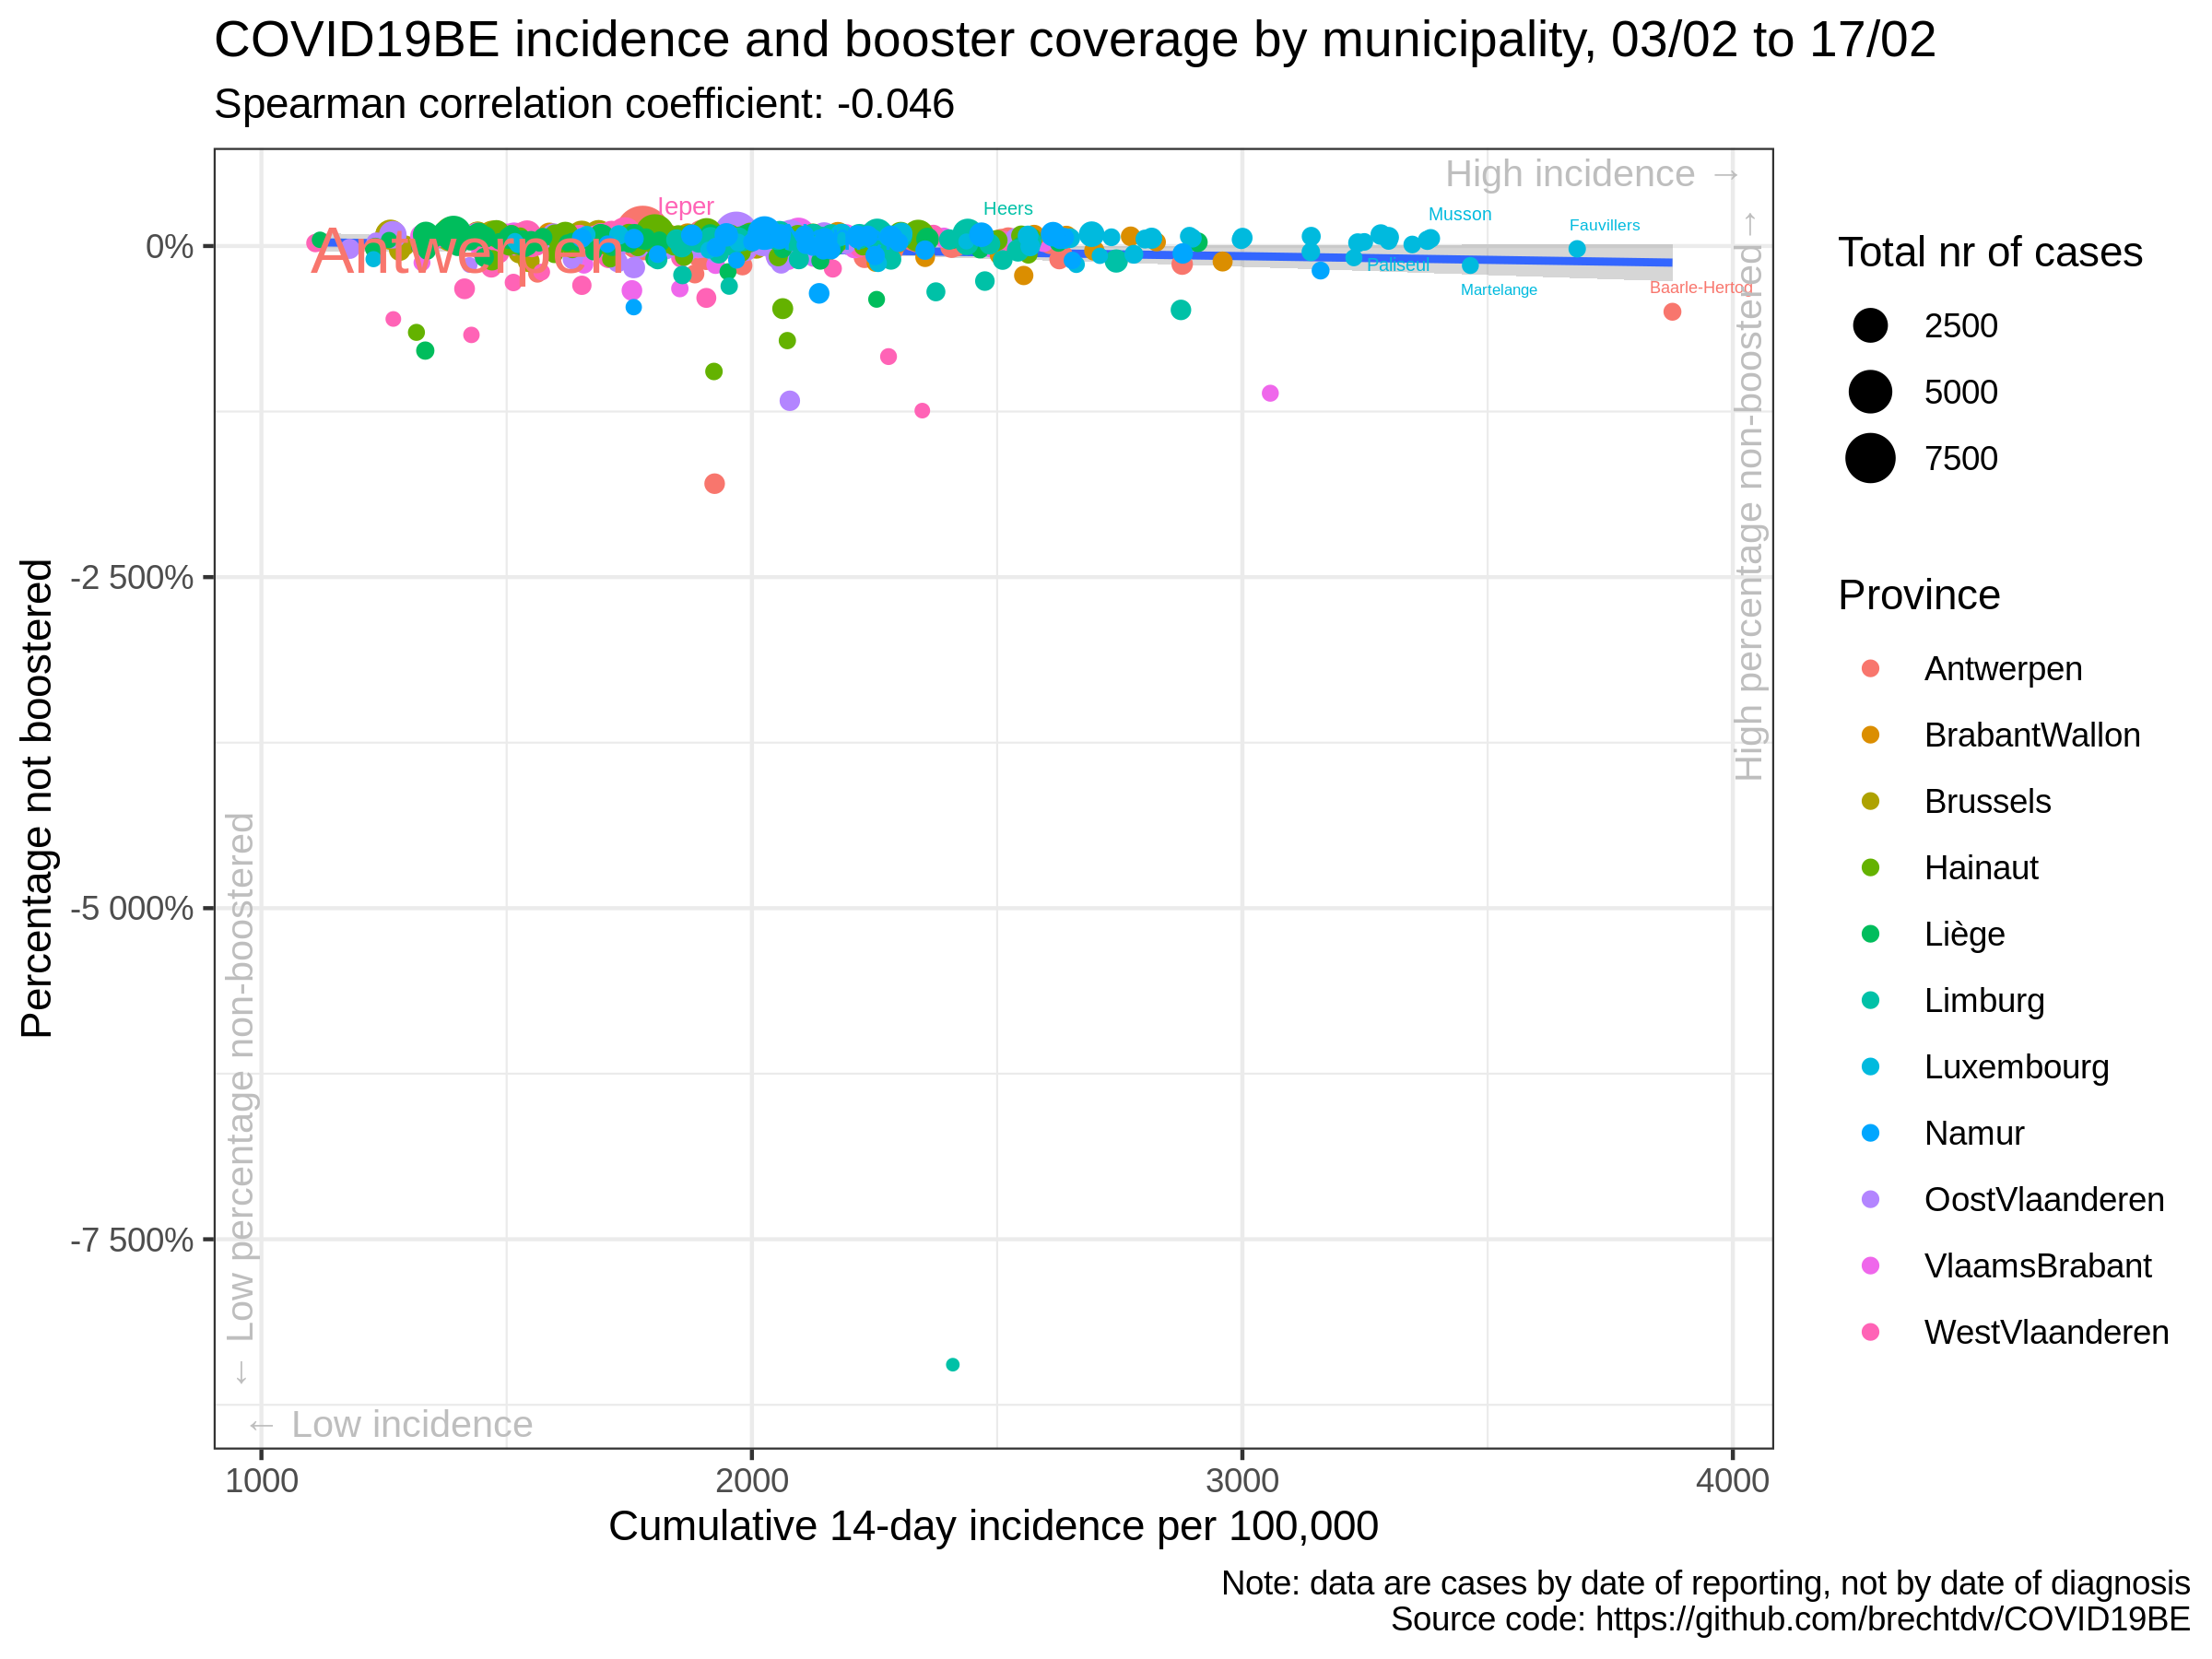 COVID19BE incidence and booster coverage by municipality, 03/02 to 17/02
Spearman correlation coefficient: -0.046
High incidence →
Ieper
Heers
Musson
Fauvillers
Antwerpen
Paliseul
Martelange
Baarle-Hertog
High percentage non-boostered →
← Low percentage non-boostered
← Low incidence
0%
-2 500%
-5 000%
-7 500%
Percentage not boostered
1000 2000 3000 4000
Cumulative 14-day incidence per 100,000
Total nr of cases
2500
5000
7500
Province
Antwerpen
BrabantWallon
Brussels
Hainaut
Liège
Limburg
Luxembourg
Namur
OostVlaanderen
VlaamsBrabant
WestVlaanderen
Note: data are cases by date of reporting, not by date of diagnosis
Source code: https://github.com/brechtdv/COVID19BE